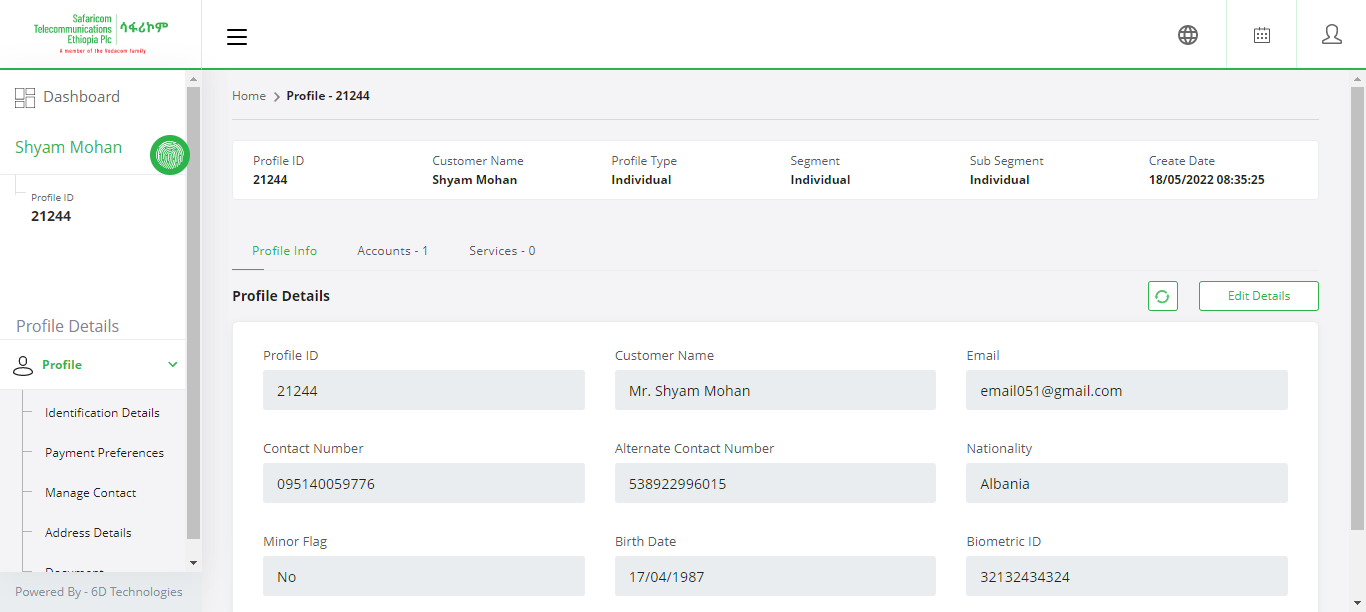 Safaricom
Telecommunications
Ethiopia Plc
ሳፋሪኮም
A member of the Vodacom family
Dashboard
Shyam Mohan
Profile ID
21244
Profile Details
Profile
Identification Details
Payment Preferences
Manage Contact
Address Details
Document
Powered By - 6D Technologies
Home > Profile - 21244
Profile ID Customer Name Profile Type Segment Sub Segment Create Date
21244 Shyam Mohan Individual Individual Individual 18/05/2022 08:35:25
Profile Info Accounts - 1 Services - 0
Profile Details Edit Details
Profile ID Customer Name Email
21244 Mr. Shyam Mohan email051@gmail.com
Contact Number Alternate Contact Number Nationality
095140059776 538922996015 Albania
Minor Flag Birth Date Biometric ID
No 17/04/1987 32132434324